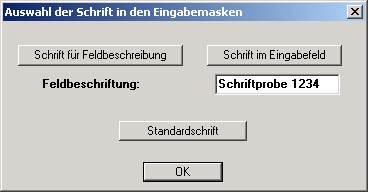 Auswahl der Schrift in den Eingabemasken
Schrift für Feldbeschreibung Schrift im Eingabefeld
Feldbeschriftung: Schriftprobe 1234
Standardschrift
OK